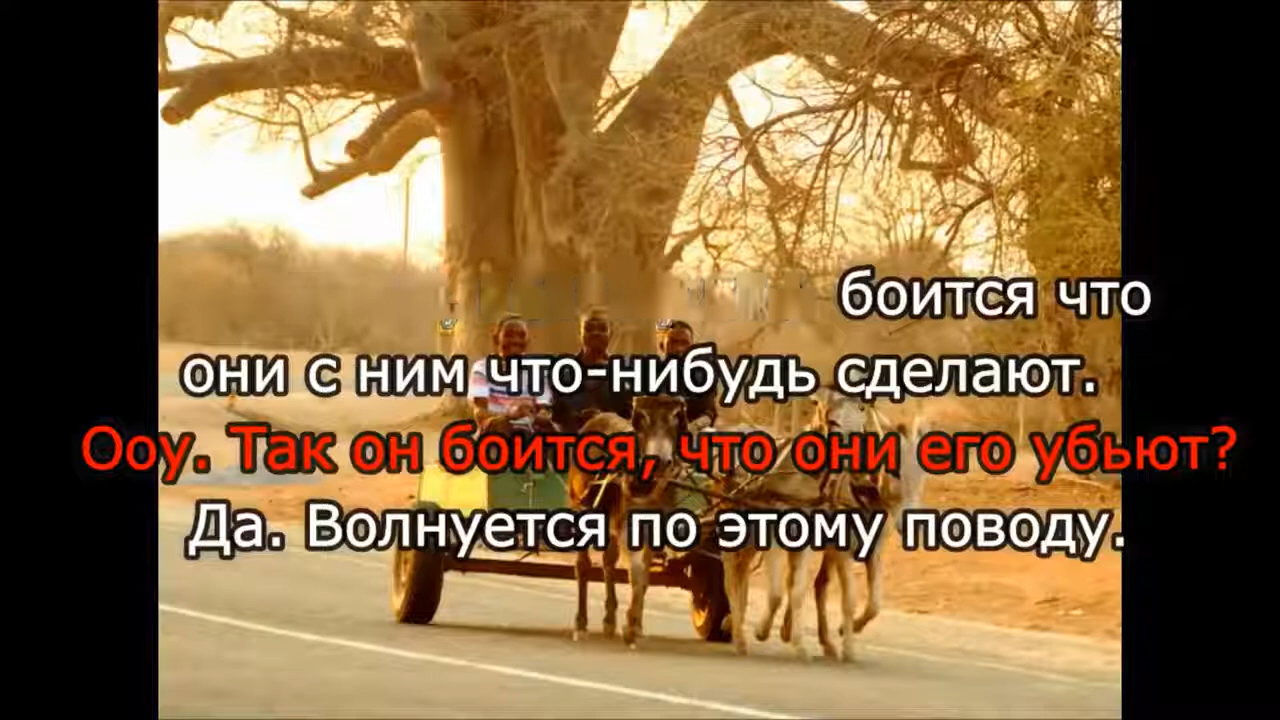 боится что
они с ним что-нибудь сделают.
Ооу. Так он боится, что они его убьют?
Да. Волнуется по этому поводу.